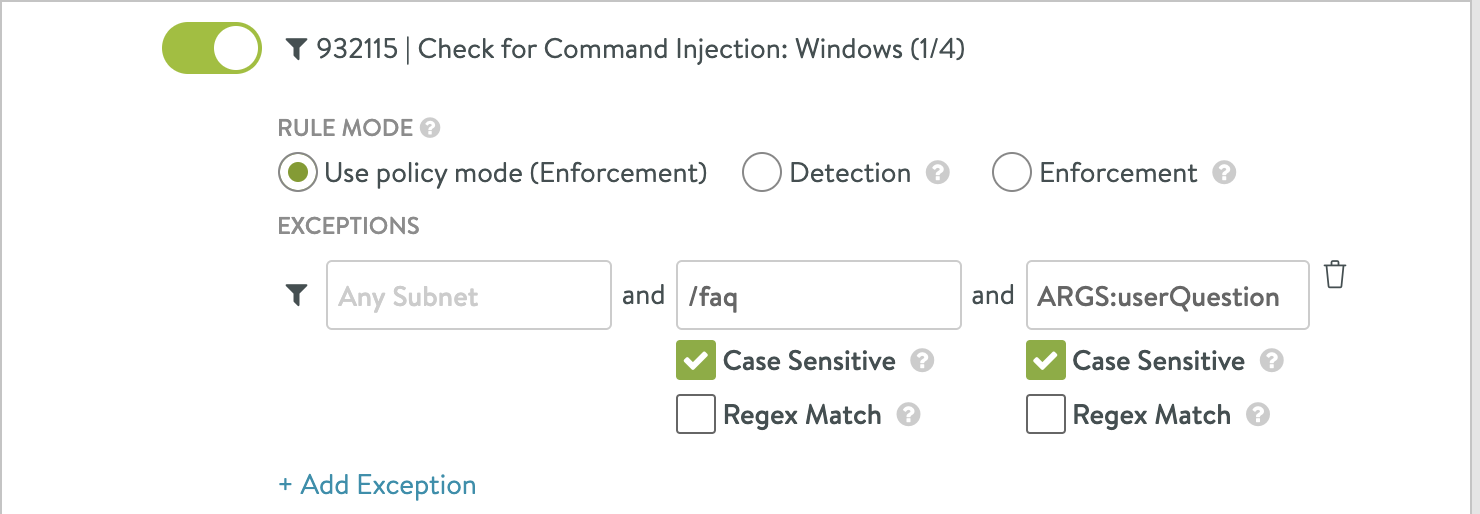 932115 | Check for Command Injection: Windows (1/4)
RULE MODE ?
Use policy mode (Enforcement) Detection ? Enforcement ?
EXCEPTIONS
Any Subnet and /faq and ARGS:userQuestion
Case Sensitive ? Case Sensitive ?
Regex Match ? Regex Match ?
+ Add Exception